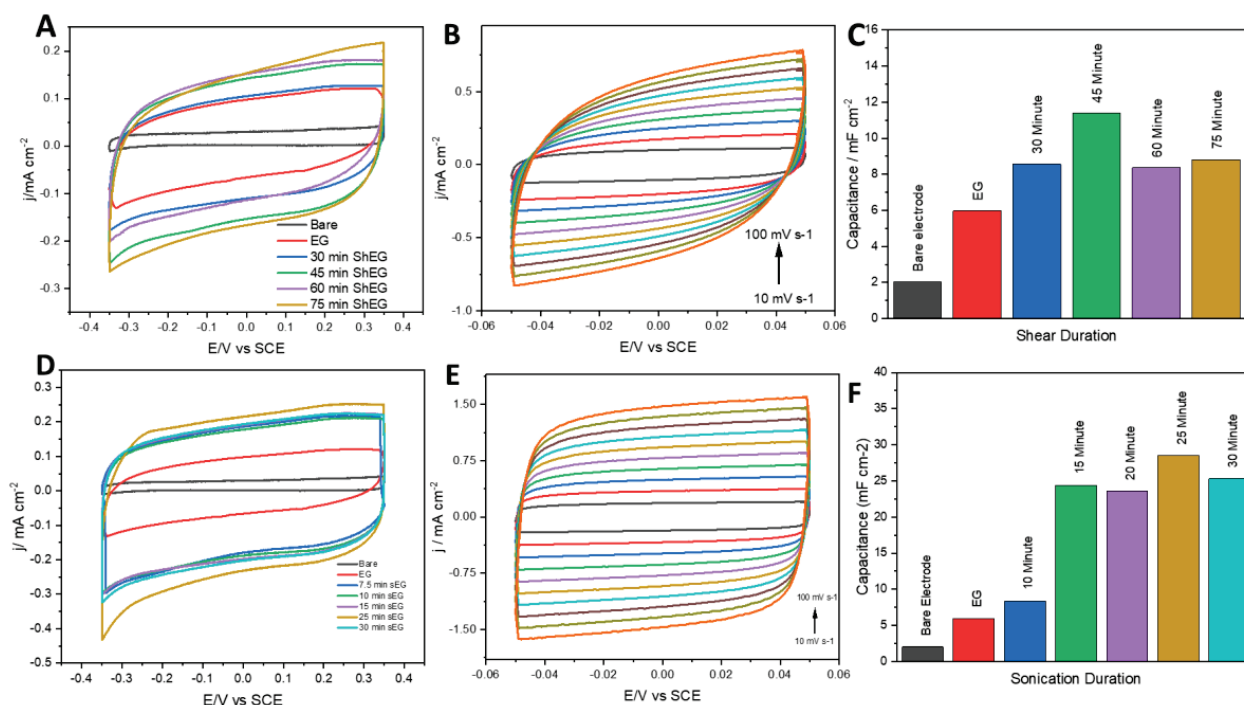 A
j/mA cm-2
0.2
0.1
0.0
-0.1
-0.2
-0.3
Bare
EG
30 min ShEG
45 min ShEG
60 min ShEG
75 min ShEG
-0.4 -0.3 -0.2 -0.1 0.0 0.1 0.2 0.3 0.4
E/V vs SCE
B
j/mA cm-2
0.5
0.0
-0.5
-1.0
100 mV s-1
10 mV s-1
-0.06 -0.04 -0.02 0.00 0.02 0.04 0.06
E/V vs SCE
C
Capacitance / mF cm-2
16
14
12
10
8
6
4
2
0
Bare electrode
EG
30 Minute
45 Minute
60 Minute
75 Minute
Shear Duration
D
j/ mA cm-2
0.3
0.2
0.1
0.0
-0.1
-0.2
-0.3
-0.4
-0.5
Bare
EG
7.5 min sEG
10 min sEG
15 min sEG
25 min sEG
30 min sEG
-0.4 -0.3 -0.2 -0.1 0.0 0.1 0.2 0.3 0.4
E/V vs SCE
E
j / mA cm-2
1.50
0.75
0.00
-0.75
-1.50
100 mV s-1
10 mV s-1
-0.06 -0.04 -0.02 0.00 0.02 0.04 0.06
E/V vs SCE
F
Capacitance (mF cm-2)
40
35
30
25
20
15
10
5
0
Bare Electrode
EG
10 Minute
15 Minute
20 Minute
25 Minute
30 Minute
Sonication Duration